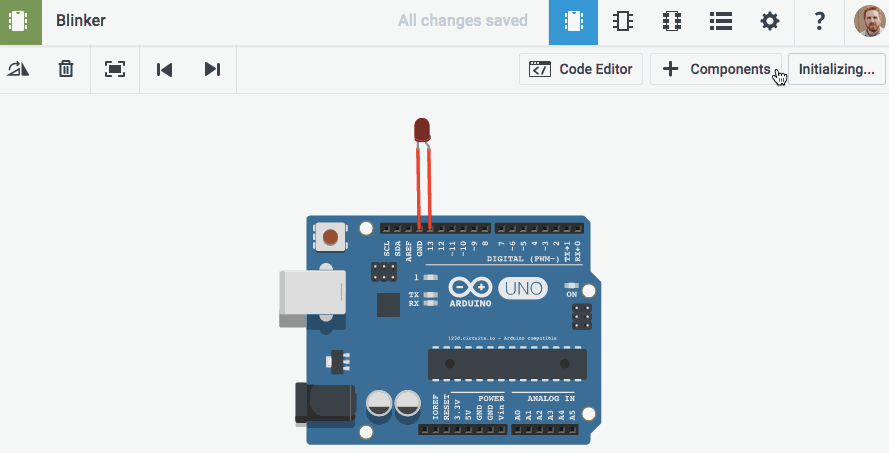 Blinker
All changes saved
?
Code Editor
Components
Initializing...
SCL
SDA
AREF
GND
13
12
~11
~10
~9
8
7
~6
~5
4
~3
2
TX→1
RX←0
DIGITAL (PWM~)
1
TX
RX
ARDUINO
UNO
ON
123D.circuits.io - Arduino compatible
IOREF
RESET
3.3V
5V
GND
GND
Vin
POWER
ANALOG IN
A0
A1
A2
A3
A4
A5